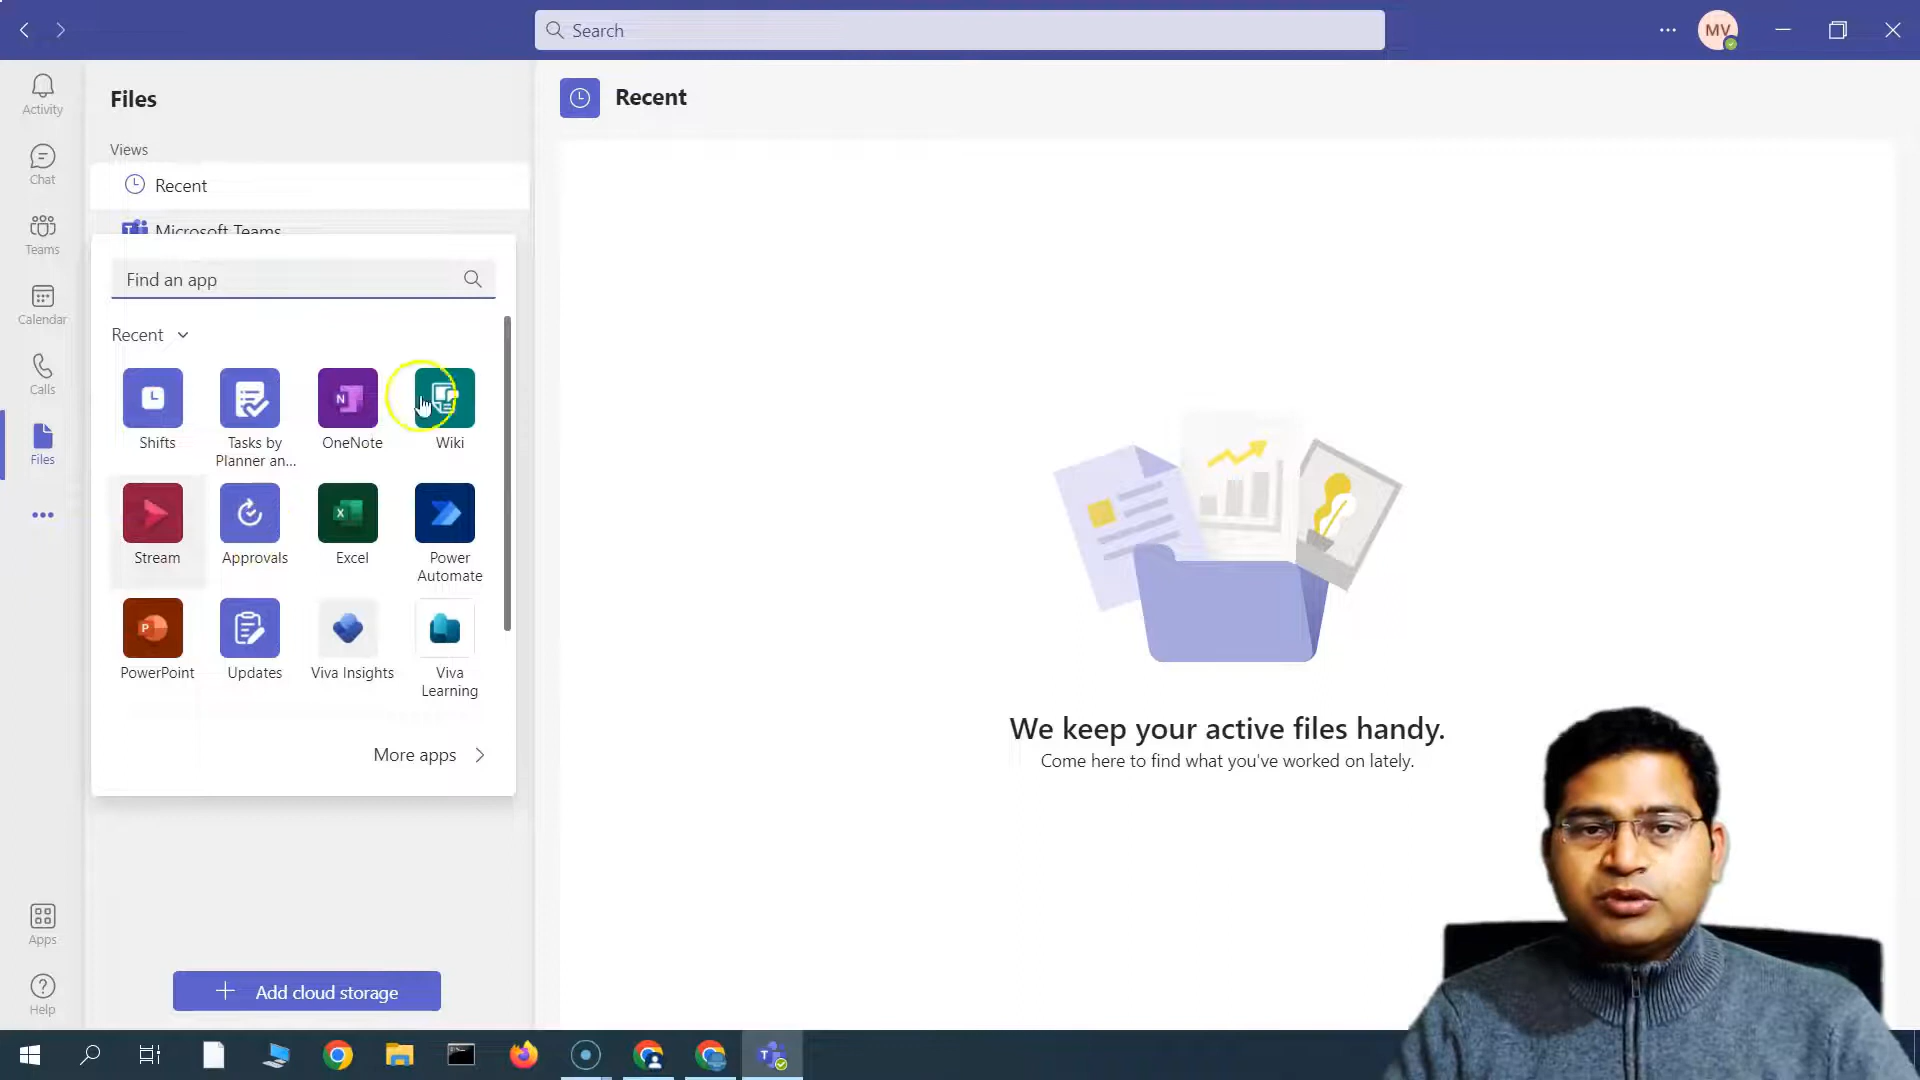 Search
MV
Activity
Chat
Teams
Calendar
Calls
Files
Apps
Help
Files
Views
Recent
Microsoft Teams
Find an app
Recent
Shifts
Tasks by
Planner an...
OneNote
Wiki
Stream
Approvals
Excel
Power
Automate
PowerPoint
Updates
Viva Insights
Viva
Learning
More apps
Add cloud storage
Recent
We keep your active files handy.
Come here to find what you've worked on lately.